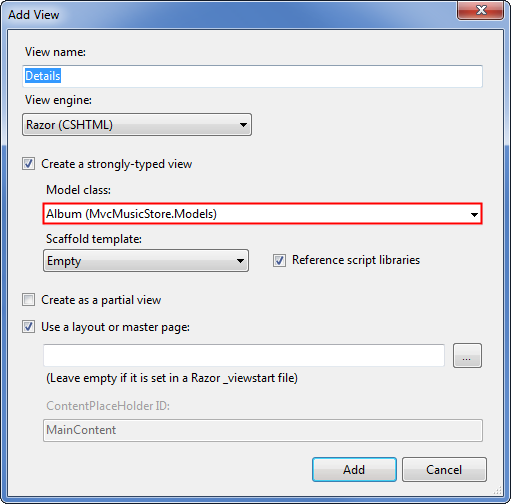 Add View
View name:
Details
View engine:
Razor (CSHTML)
Create a strongly-typed view
Model class:
Album (MvcMusicStore.Models)
Scaffold template:
Empty
Reference script libraries
Create as a partial view
Use a layout or master page:
...
(Leave empty if it is set in a Razor _viewstart file)
ContentPlaceHolder ID:
MainContent
Add
Cancel